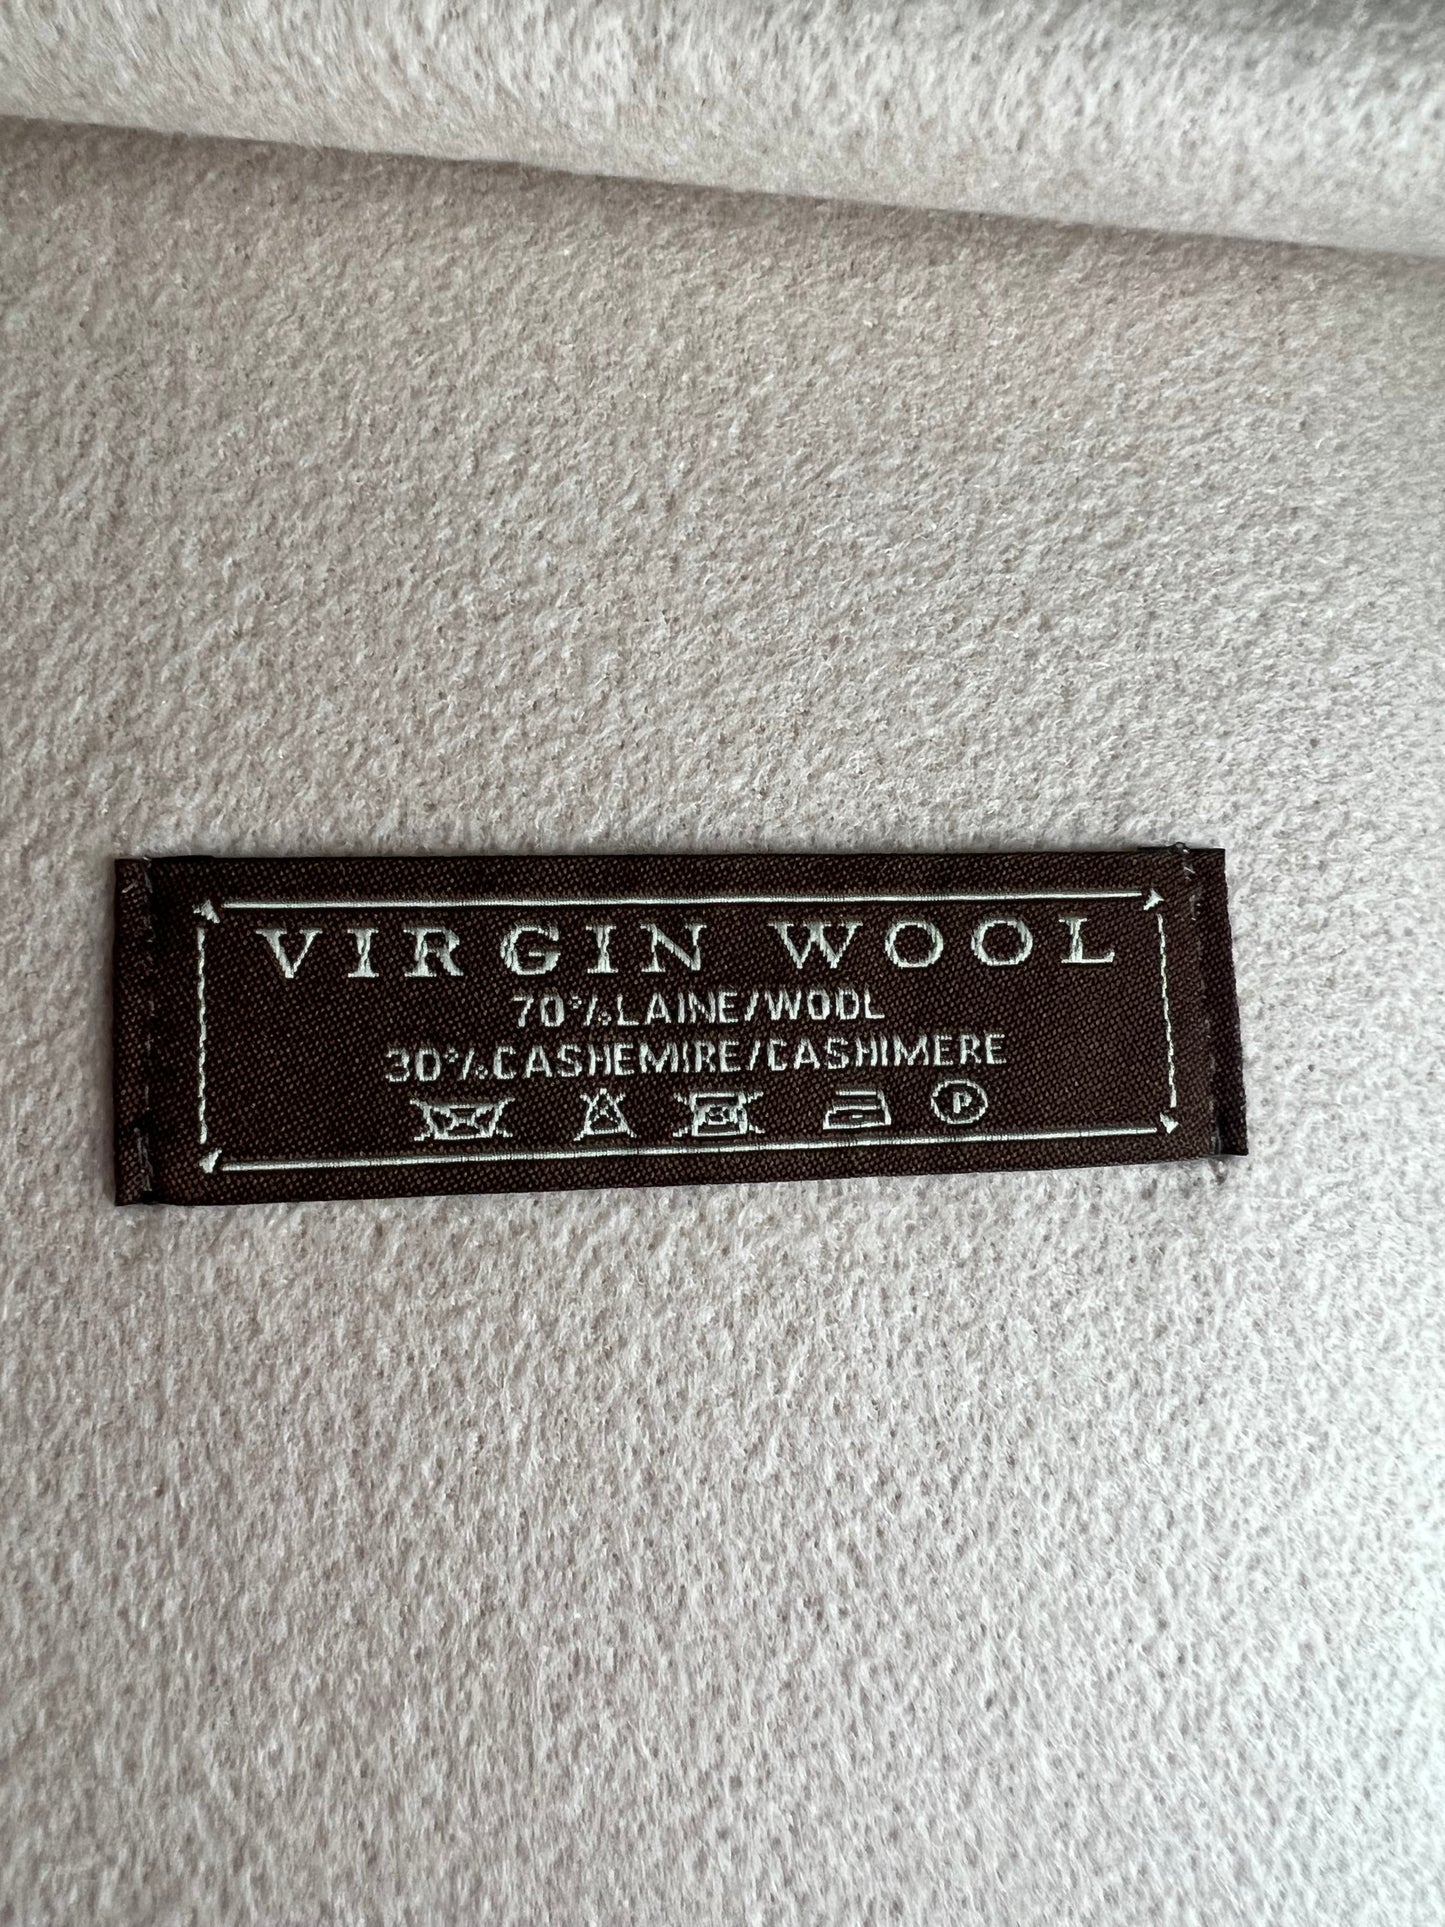 VIRGIN WOOL
70%LAINE/WOOL
30%CASHEMIRE/CASHIMERE
P